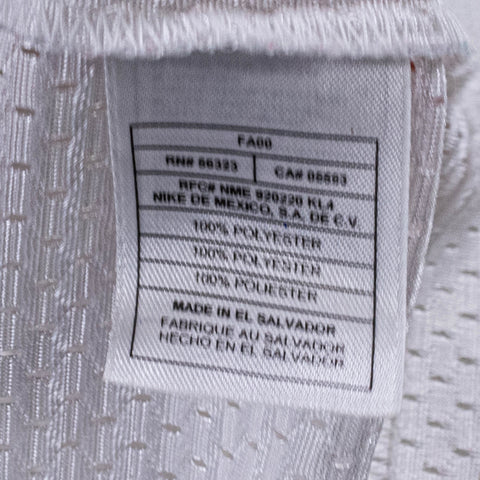 FA00
RN# 56323 CA# 05553
RFC# NME 920220 KL4
NIKE DE MEXICO, S.A. DE C.V.
100% POLYESTER
100% POLYESTER
100% POLIESTER
MADE IN EL SALVADOR
FABRIQUE AU SALVADOR
HECHO EN EL SALVADOR